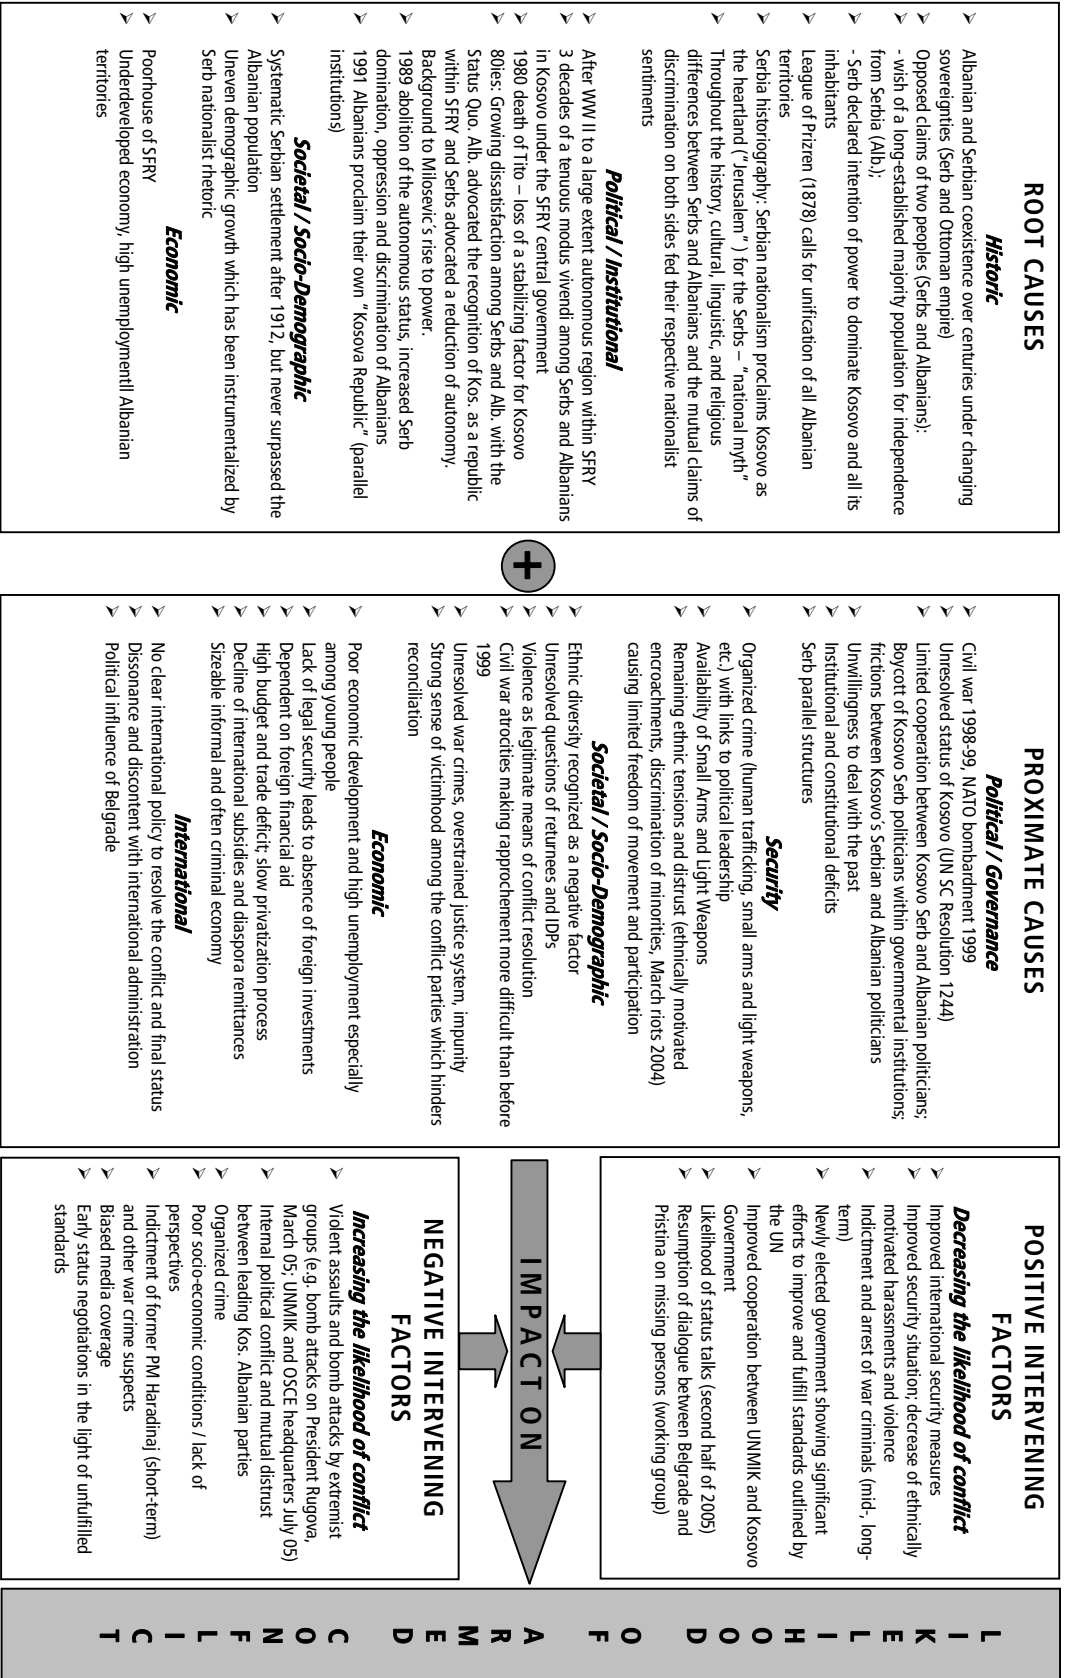 ROOT CAUSES
Historic
➢ Albanian and Serbian coexistence over centuries under changing
sovereignties (Serb and Ottoman empire)
➢ Opposed claims of two peoples (Serbs and Albanians):
- wish of a long-established majority population for independence
from Serbia (Alb.);
- Serb declared intention of power to dominate Kosovo and all its
inhabitants
➢ League of Prizren (1878) calls for unification of all Albanian
territories
➢ Serbia historiography: Serbian nationalism proclaims Kosovo as
the heartland ("Jerusalem") for the Serbs – "national myth"
➢ Throughout the history, cultural, linguistic, and religious
differences between Serbs and Albanians and the mutual claims of
discrimination on both sides fed their respective nationalist
sentiments
Political / Institutional
➢ After WW II to a large extent autonomous region within SFRY
➢ 3 decades of a tenuous modus vivendi among Serbs and Albanians
in Kosovo under the SFRY central government
➢ 1980 death of Tito – loss of a stabilizing factor for Kosovo
➢ 80ies: Growing dissatisfaction among Serbs and Alb. with the
Status Quo. Alb. advocated the recognition of Kos. as a republic
within SFRY and Serbs advocated a reduction of autonomy.
Background to Milosevic´s rise to power.
➢ 1989 abolition of the autonomous status, increased Serb
domination, oppression and discrimination of Albanians
➢ 1991 Albanians proclaim their own "Kosova Republic" (parallel
institutions)
Societal / Socio-Demographic
➢ Systematic Serbian settlement after 1912, but never surpassed the
Albanian population
➢ Uneven demographic growth which has been instrumentalized by
Serb nationalist rhetoric
Economic
➢ Poorhouse of SFRY
➢ Underdeveloped economy, high unemploymentll Albanian
territories
+
PROXIMATE CAUSES
Political / Governance
➢ Civil war 1998-99, NATO bombardment 1999
➢ Unresolved status of Kosovo (UN SC Resolution 1244)
➢ Limited cooperation between Kosovo Serb and Albanian politicians;
Boycott of Kosovo Serb politicians within governmental institutions;
frictions between Kosovo´s Serbian and Albanian politicians
➢ Unwillingness to deal with the past
➢ Institutional and constitutional deficits
➢ Serb parallel structures
Security
➢ Organized crime (human trafficking, small arms and light weapons,
etc.) with links to political leadership
➢ Availability of Small Arms and Light Weapons
➢ Remaining ethnic tensions and distrust (ethnically motivated
encroachments, discrimination of minorities, March riots 2004)
causing limited freedom of movement and participation
Societal / Socio-Demographic
➢ Ethnic diversity recognized as a negative factor
➢ Unresolved questions of returnees and IDPs
➢ Violence as legitimate means of conflict resolution
➢ Civil war atrocities making rapprochement more difficult than before
1999
➢ Unresolved war crimes, overstrained justice system, impunity
➢ Strong sense of victimhood among the conflict parties which hinders
reconciliation
Economic
➢ Poor economic development and high unemployment especially
among young people
➢ Lack of legal security leads to absence of foreign investments
➢ Dependent on foreign financial aid
➢ High budget and trade deficit; slow privatization process
➢ Decline of international subsidies and diaspora remittances
➢ Sizeable informal and often criminal economy
International
➢ No clear international policy to resolve the conflict and final status
➢ Dissonance and discontent with international administration
➢ Political influence of Belgrade
POSITIVE INTERVENING
FACTORS
Decreasing the likelihood of conflict
➢ Improved international security measures
➢ Improved security situation; decrease of ethnically
motivated harassments and violence
➢ Indictment and arrest of war criminals (mid-, long-
term)
➢ Newly elected government showing significant
efforts to improve and fulfill standards outlined by
the UN
➢ Improved cooperation between UNMIK and Kosovo
Government
➢ Likelihood of status talks (second half of 2005)
➢ Resumption of dialogue between Belgrade and
Pristina on missing persons (working group)
IMPACT ON
NEGATIVE INTERVENING
FACTORS
Increasing the likelihood of conflict
➢ Violent assaults and bomb attacks by extremist
groups (e.g. bomb attacks on President Rugova,
March 05; UNMIK and OSCE headquarters July 05)
➢ Internal political conflict and mutual distrust
between leading Kos. Albanian parties
➢ Organized crime
➢ Poor socio-economic conditions / lack of
perspectives
➢ Indictment of former PM Haradinaj (short-term)
and other war crime suspects
➢ Biased media coverage
➢ Early status negotiations in the light of unfulfilled
standards
LIKELIHOOD OF ARMED CONFLICT